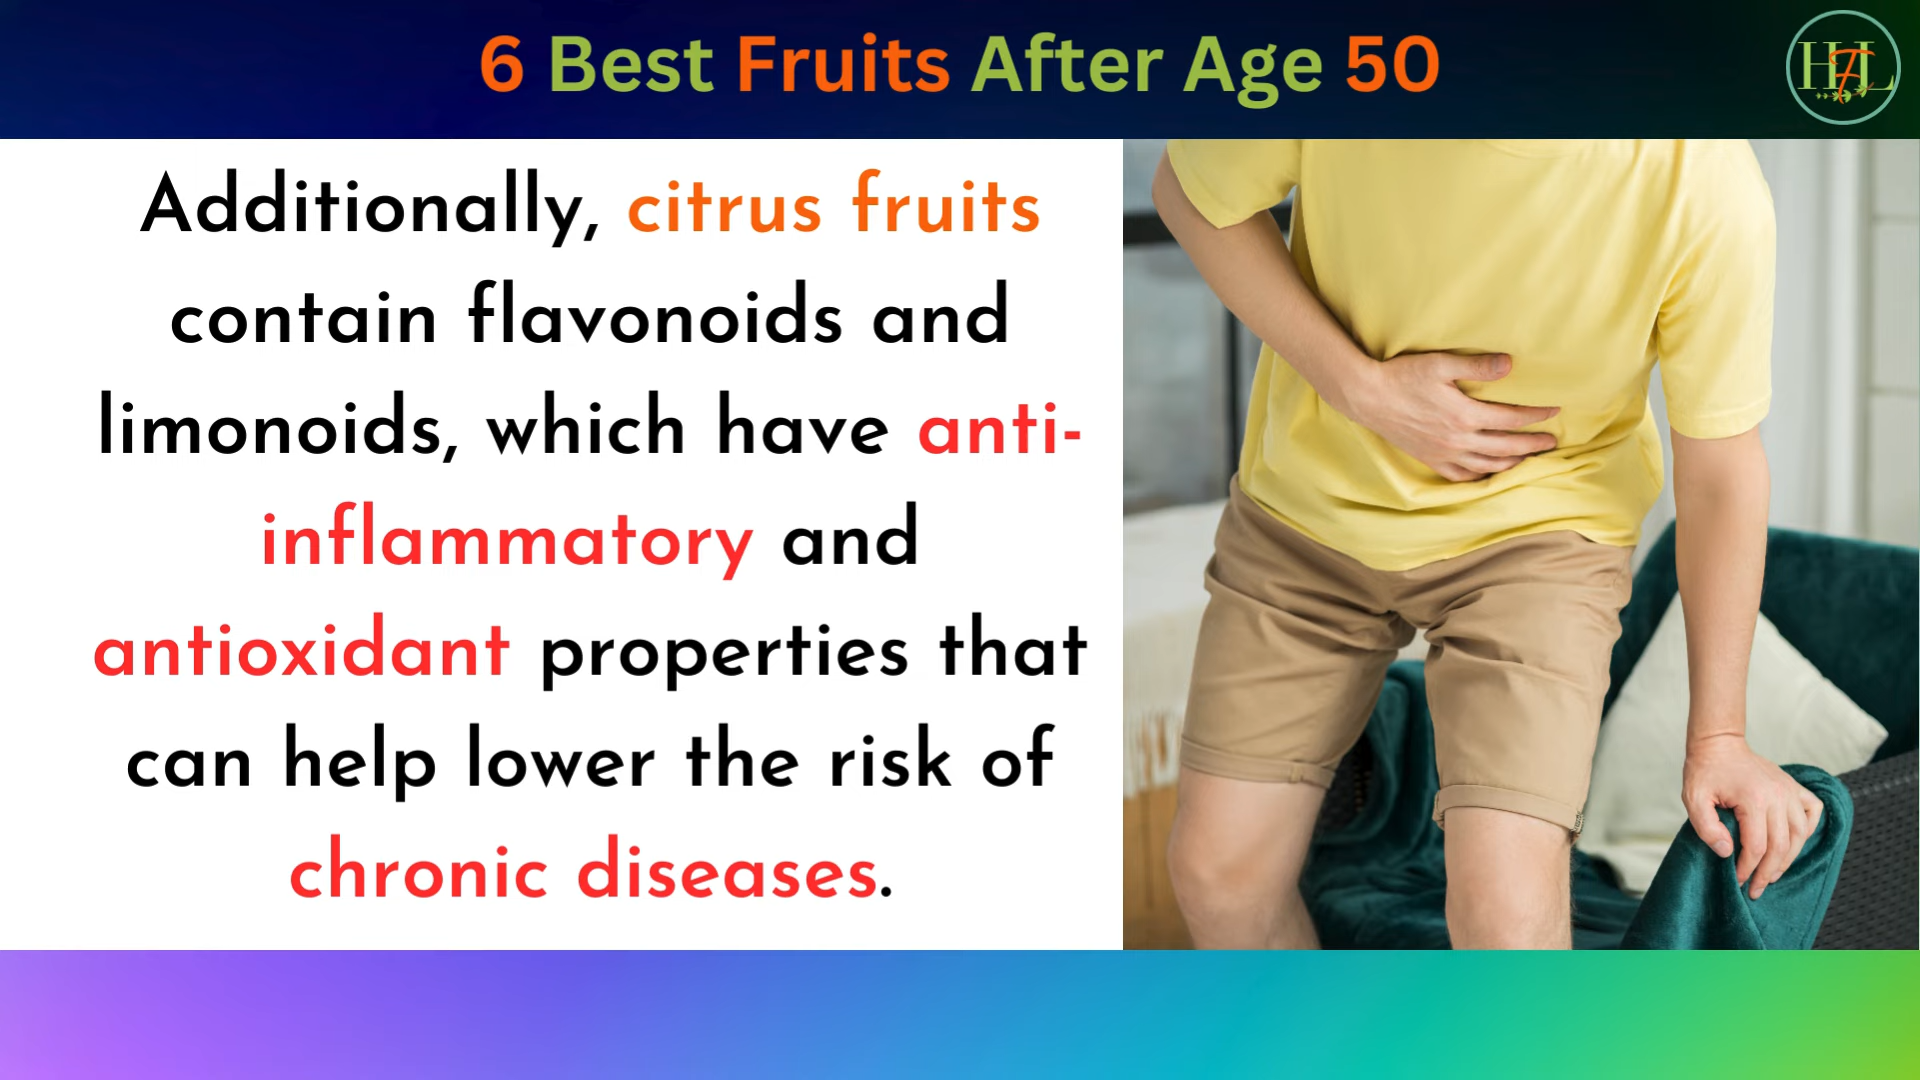 6 Best Fruits After Age 50
Additionally, citrus fruits
contain flavonoids and
limonoids, which have anti-
inflammatory and
antioxidant properties that
can help lower the risk of
chronic diseases.